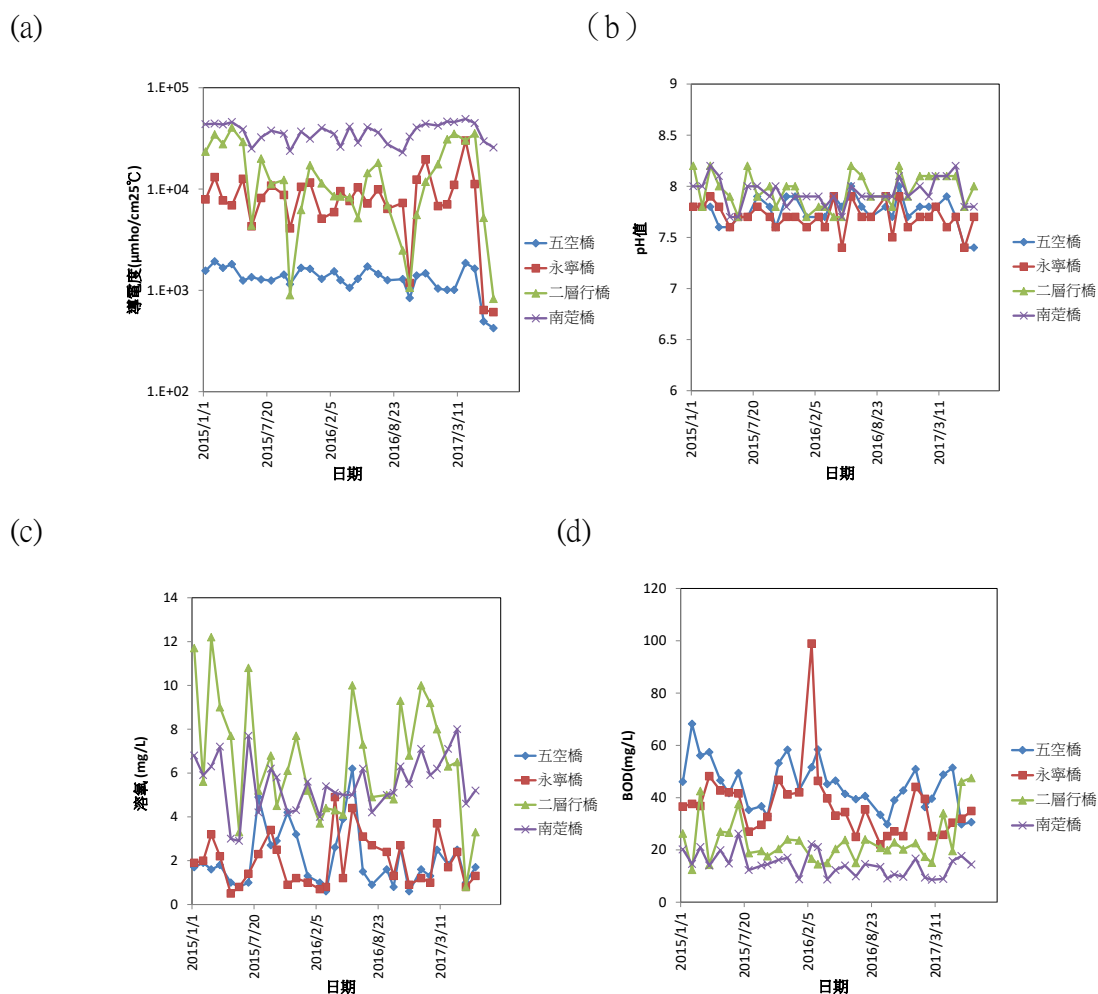 (a)
1.E+05
1.E+04
1.E+03
1.E+02
導電度(μmho/cm25℃)
2015/1/1
2015/7/20
2016/2/5
2016/8/23
2017/3/11
日期
五空橋
永寧橋
二層行橋
南萣橋
(b)
9
8.5
8
7.5
7
6.5
6
pH值
2015/1/1
2015/7/20
2016/2/5
2016/8/23
2017/3/11
日期
五空橋
永寧橋
二層行橋
南萣橋
(c)
14
12
10
8
6
4
2
0
溶氧 (mg/L)
2015/1/1
2015/7/20
2016/2/5
2016/8/23
2017/3/11
日期
五空橋
永寧橋
二層行橋
南萣橋
(d)
120
100
80
60
40
20
0
BOD(mg/L)
2015/1/1
2015/7/20
2016/2/5
2016/8/23
2017/3/11
日期
五空橋
永寧橋
二層行橋
南萣橋